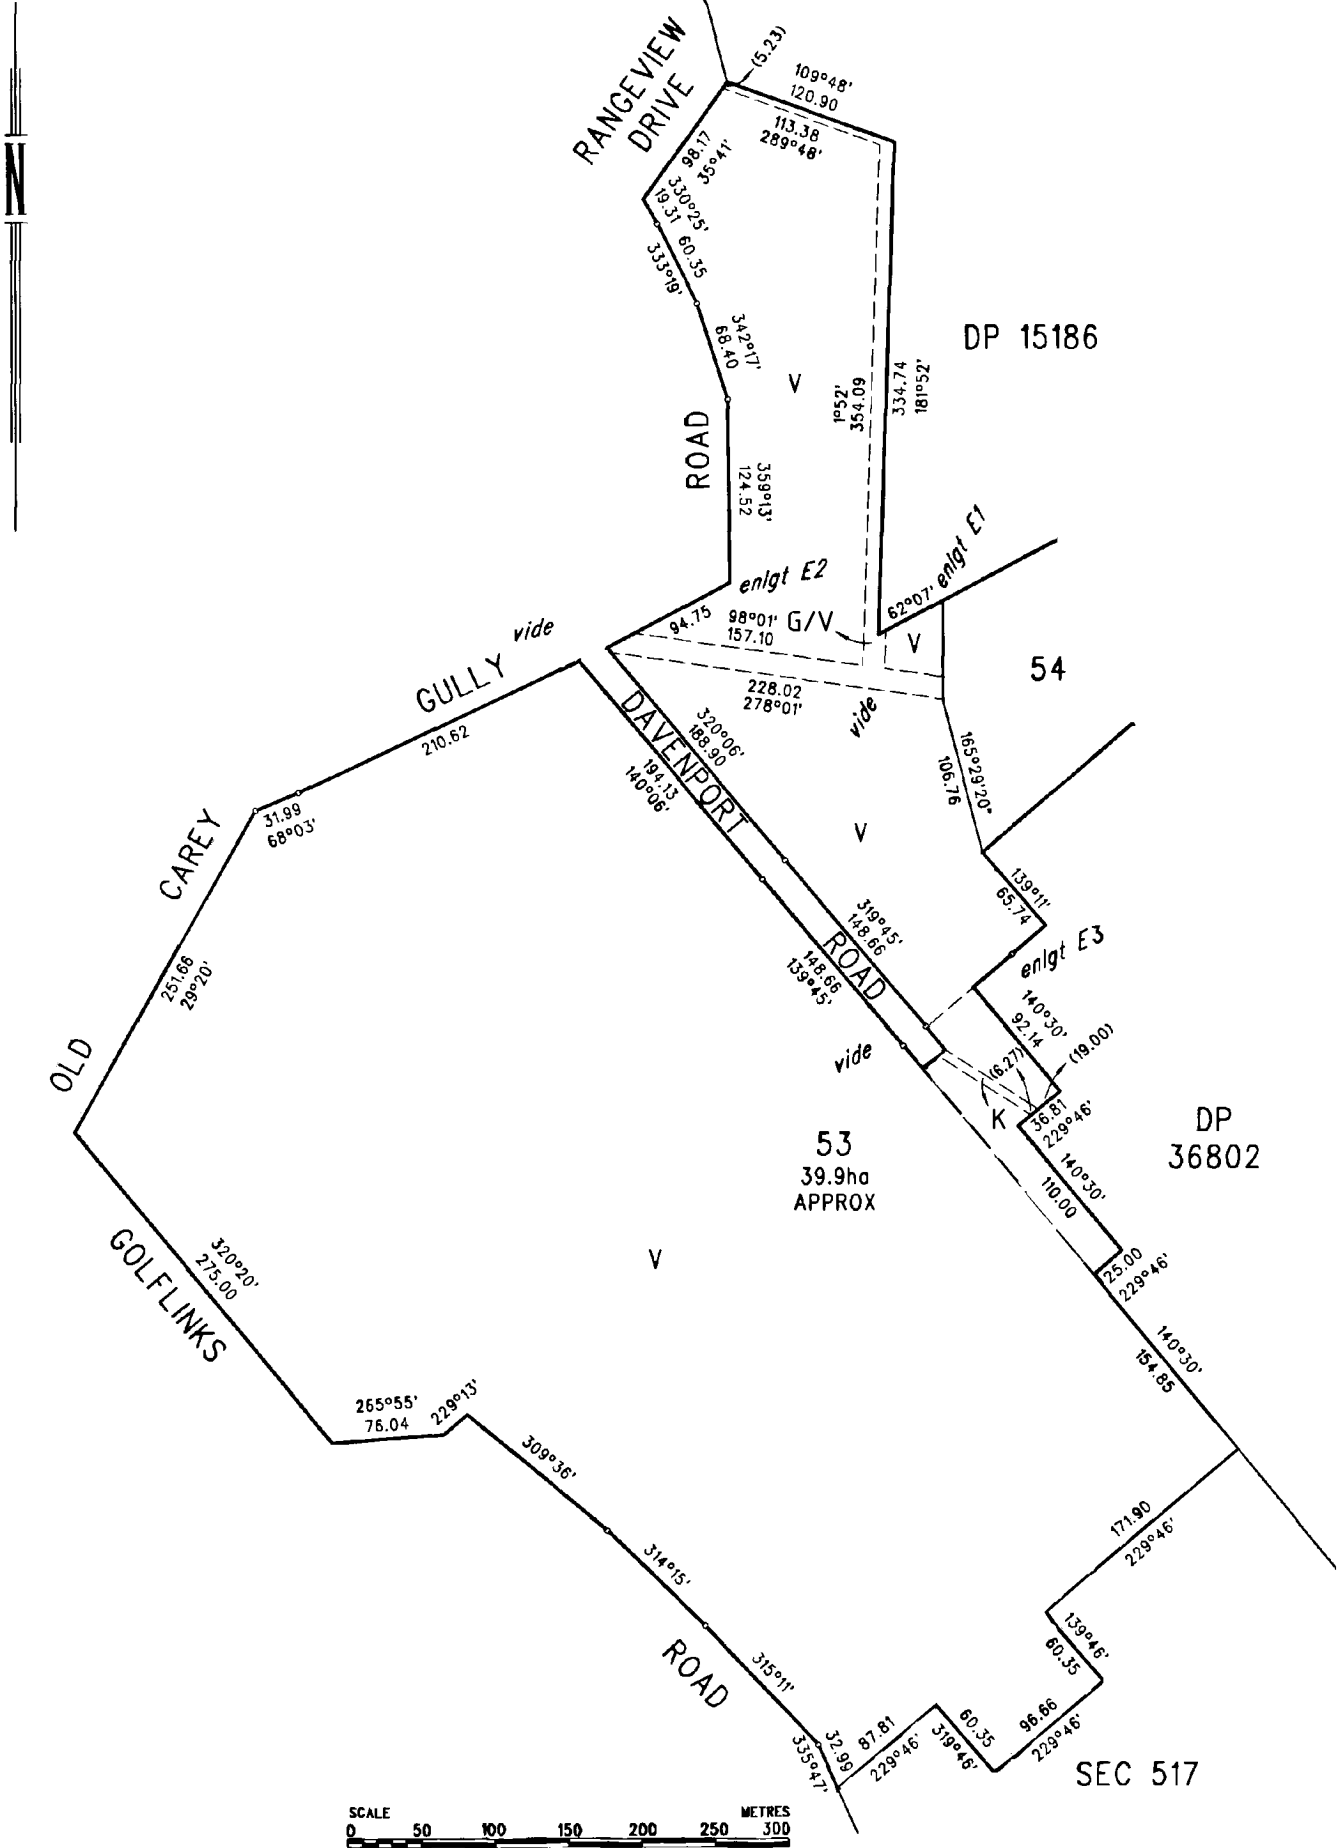 N
RANGEVIEW
DRIVE
(5.23)
109°48'
120.90
113.38
289°48'
98.17
35°41'
330°25'
19.31
60.35
333°19'
342°17'
68.40
ROAD
V
1°52'
354.09
334.74
181°52'
DP 15186
359°13'
124.52
enlgt E2
62°07'
enlgt E1
94.75
vide
98°01'
157.10
G/V
V
54
228.02
278°01'
vide
GULLY
210.62
DAVENPORT
320°06'
188.90
194.13
140°06'
165°29'20"
106.76
V
CAREY
31.99
68°03'
139°11'
65.74
319°45'
148.66
ROAD
148.66
139°45'
enlgt E3
251.66
29°20'
140°30'
92.14
vide
(6.27)
(19.00)
OLD
K
36.81
229°46'
53
39.9ha
APPROX
DP
36802
140°30'
110.00
V
25.00
229°46'
GOLFLINKS
320°20'
275.00
140°30'
154.85
265°55'
76.04
229°13'
309°36'
171.90
229°46'
314°15'
139°46'
60.35
ROAD
315°11'
32.99
335°47'
87.81
229°46'
60.35
319°46'
96.66
229°46'
SEC 517
SCALE
METRES
0 50 100 150 200 250 300